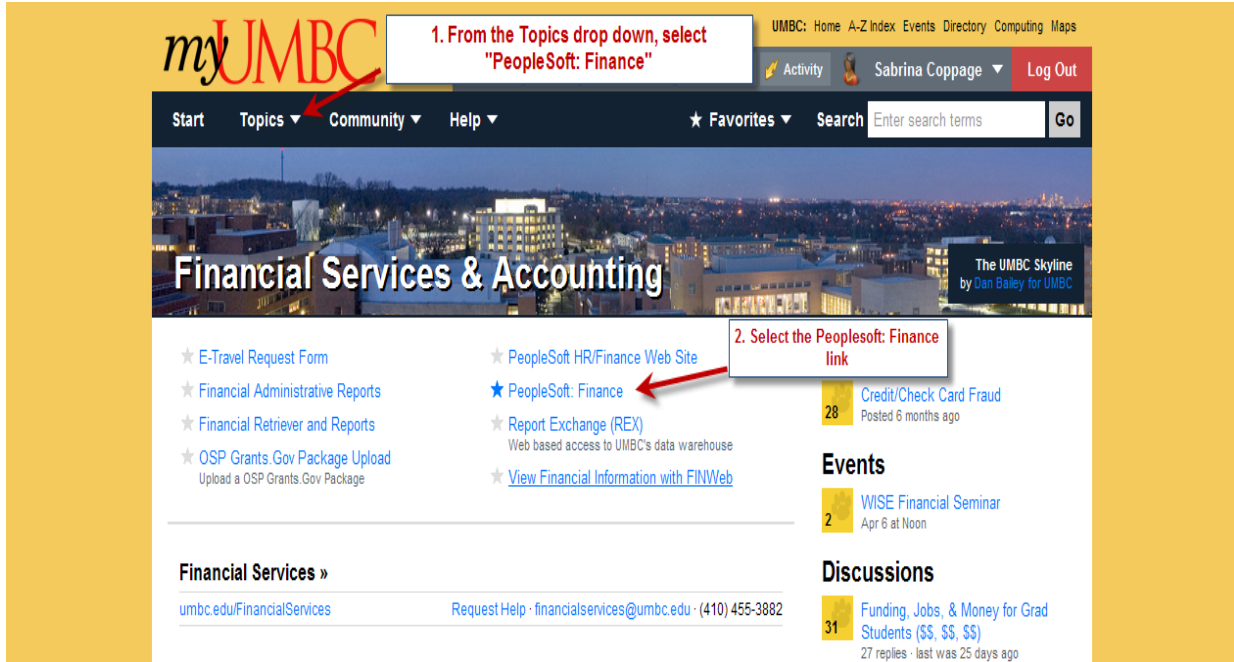 myUMBC
1. From the Topics drop down, select
"PeopleSoft: Finance"
UMBC: Home A-Z Index Events Directory Computing Maps
Activity
Sabrina Coppage
Log Out
Start
Topics
Community
Help
Favorites
Search
Enter search terms
Go
Financial Services & Accounting
The UMBC Skyline
by Dan Bailey for UMBC
2. Select the Peoplesoft: Finance
link
E-Travel Request Form
Financial Administrative Reports
Financial Retriever and Reports
OSP Grants.Gov Package Upload
Upload a OSP Grants.Gov Package
PeopleSoft HR/Finance Web Site
PeopleSoft: Finance
Report Exchange (REX)
Web based access to UMBC's data warehouse
View Financial Information with FINWeb
28
Credit/Check Card Fraud
Posted 6 months ago
Events
2
WISE Financial Seminar
Apr 6 at Noon
Financial Services »
umbc.edu/FinancialServices
Request Help · financialservices@umbc.edu · (410) 455-3882
Discussions
31
Funding, Jobs, & Money for Grad
Students ($$, $$, $$)
27 replies · last was 25 days ago